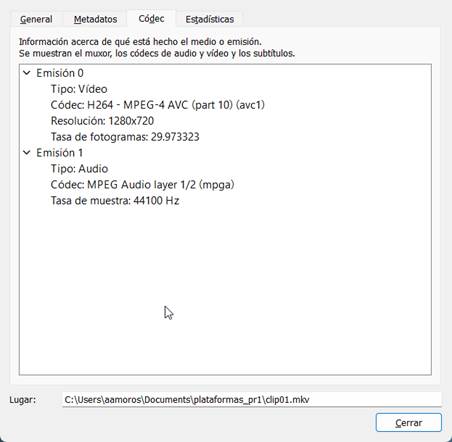 General Metadatos Códec Estadísticas
Información acerca de qué está hecho el medio o emisión.
Se muestran el muxor, los códecs de audio y vídeo y los subtítulos.
Emisión 0
Tipo: Vídeo
Códec: H264 - MPEG-4 AVC (part 10) (avc1)
Resolución: 1280x720
Tasa de fotogramas: 29.973323
Emisión 1
Tipo: Audio
Códec: MPEG Audio layer 1/2 (mpga)
Tasa de muestra: 44100 Hz
Lugar: C:\Users\aamoros\Documents\plataformas_pr1\clip01.mkv
Cerrar